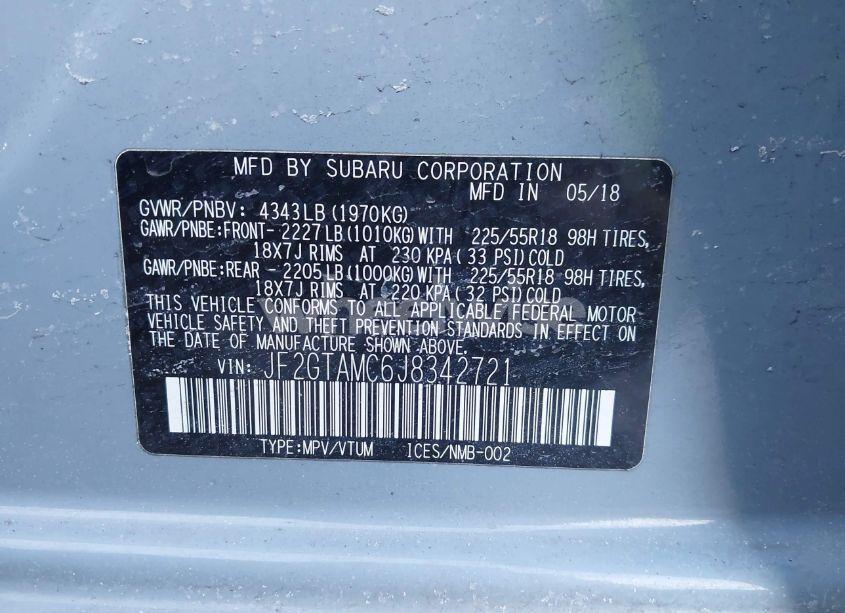 MFD BY SUBARU CORPORATION
MFD IN 05/18
GVWR/PNBV: 4343LB(1970KG)
GAWR/PNBE:FRONT- 2227LB(1010KG)WITH 225/55R18 98H TIRES,
18X7J RIMS AT 230 KPA(33 PSI)COLD
GAWR/PNBE:REAR - 2205LB(1000KG)WITH 225/55R18 98H TIRES,
18X7J RIMS AT 220 KPA(32 PSI)COLD
THIS VEHICLE CONFORMS TO ALL APPLICABLE FEDERAL MOTOR
VEHICLE SAFETY AND THEFT PREVENTION STANDARDS IN EFFECT ON
THE DATE OF MANUFACTURE SHOWN ABOVE.
VIN: JF2GTAMC6J8342721
TYPE:MPV/VTUM ICES/NMB-002